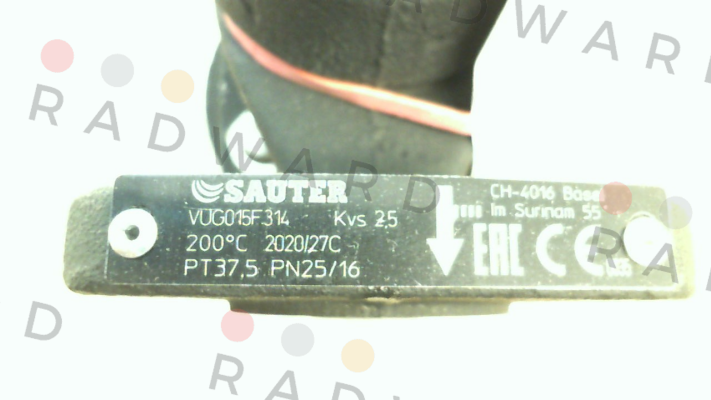 SAUTER
VUG015F314 Kvs 2,5
200°C 2020/27C
PT37,5 PN25/16
CH-4016 Basel
Im Surinam 55
EAC CE
RADWARD
RADWARD
RADWARD